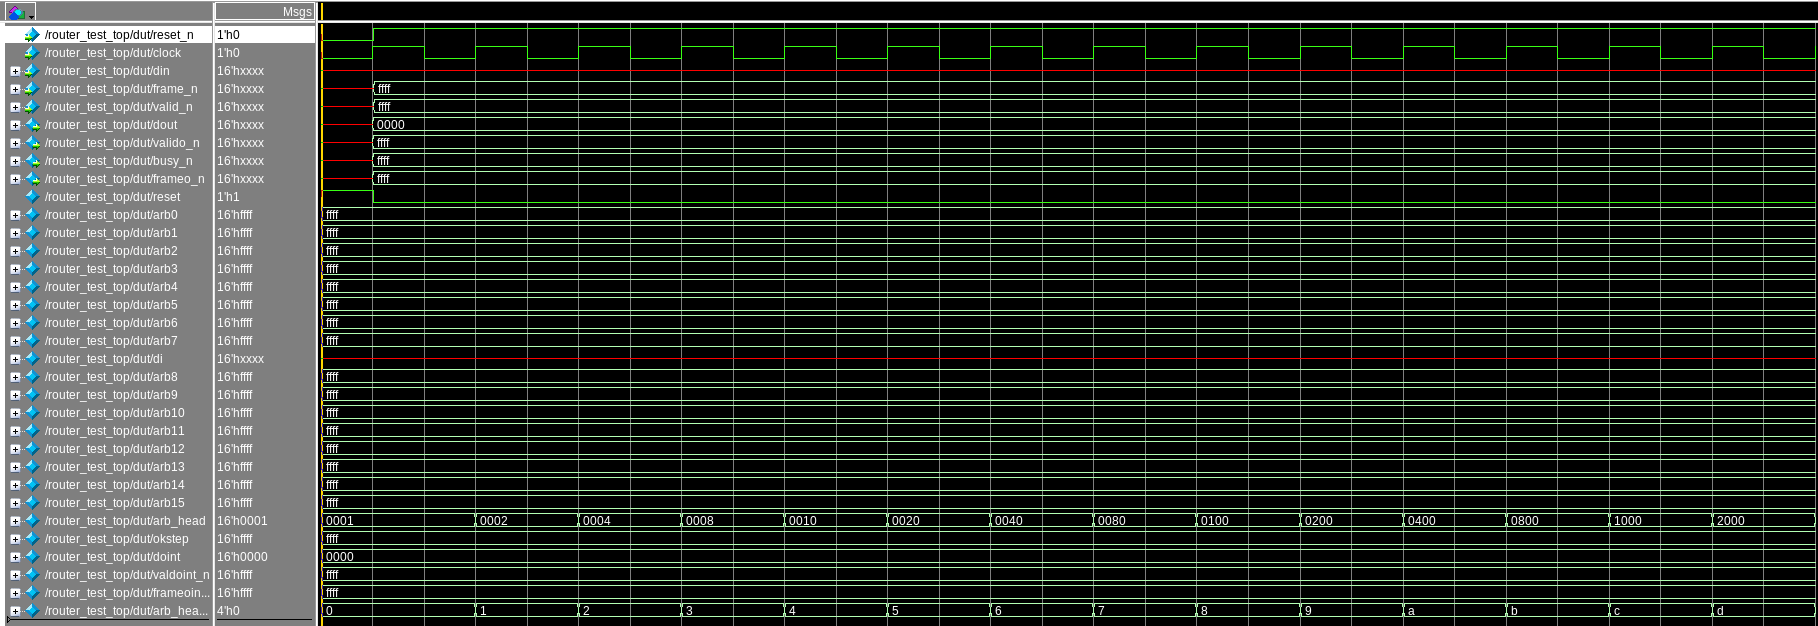 Msgs
/router_test_top/dut/reset_n 1'h0
/router_test_top/dut/clock 1'h0
/router_test_top/dut/din 16'hxxxx
/router_test_top/dut/frame_n 16'hxxxx ffff
/router_test_top/dut/valid_n 16'hxxxx ffff
/router_test_top/dut/dout 16'hxxxx 0000
/router_test_top/dut/valido_n 16'hxxxx ffff
/router_test_top/dut/busy_n 16'hxxxx ffff
/router_test_top/dut/frameo_n 16'hxxxx ffff
/router_test_top/dut/reset 1'h1
/router_test_top/dut/arb0 16'hffff ffff
/router_test_top/dut/arb1 16'hffff ffff
/router_test_top/dut/arb2 16'hffff ffff
/router_test_top/dut/arb3 16'hffff ffff
/router_test_top/dut/arb4 16'hffff ffff
/router_test_top/dut/arb5 16'hffff ffff
/router_test_top/dut/arb6 16'hffff ffff
/router_test_top/dut/arb7 16'hffff ffff
/router_test_top/dut/di 16'hxxxx
/router_test_top/dut/arb8 16'hffff ffff
/router_test_top/dut/arb9 16'hffff ffff
/router_test_top/dut/arb10 16'hffff ffff
/router_test_top/dut/arb11 16'hffff ffff
/router_test_top/dut/arb12 16'hffff ffff
/router_test_top/dut/arb13 16'hffff ffff
/router_test_top/dut/arb14 16'hffff ffff
/router_test_top/dut/arb15 16'hffff ffff
/router_test_top/dut/arb_head 16'h0001 0001 0002 0004 0008 0010 0020 0040 0080 0100 0200 0400 0800 1000 2000
/router_test_top/dut/okstep 16'hffff ffff
/router_test_top/dut/doint 16'h0000 0000
/router_test_top/dut/valdoint_n 16'hffff ffff
/router_test_top/dut/frameoin... 16'hffff ffff
/router_test_top/dut/arb_hea... 4'h0 0 1 2 3 4 5 6 7 8 9 a b c d